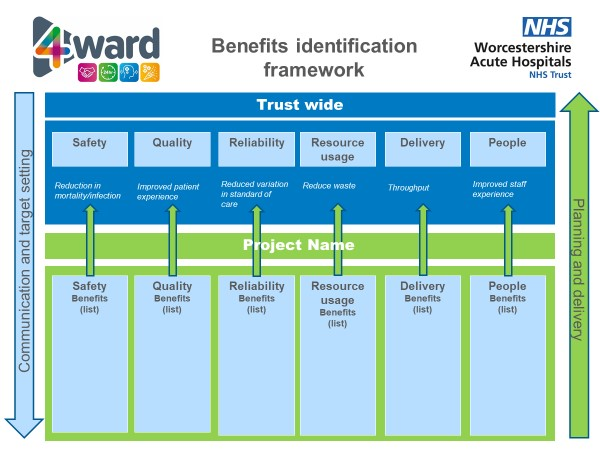 4ward
24hr
Benefits identification
framework
NHS
Worcestershire
Acute Hospitals
NHS Trust
Communication and target setting
Planning and delivery
Trust wide
Safety
Quality
Reliability
Resource
usage
Delivery
People
Reduction in
mortality/infection
Improved patient
experience
Reduced variation
in standard of
care
Reduce waste
Throughput
Improved staff
experience
Project Name
Safety
Benefits
(list)
Quality
Benefits
(list)
Reliability
Benefits
(list)
Resource
usage
Benefits
(list)
Delivery
Benefits
(list)
People
Benefits
(list)